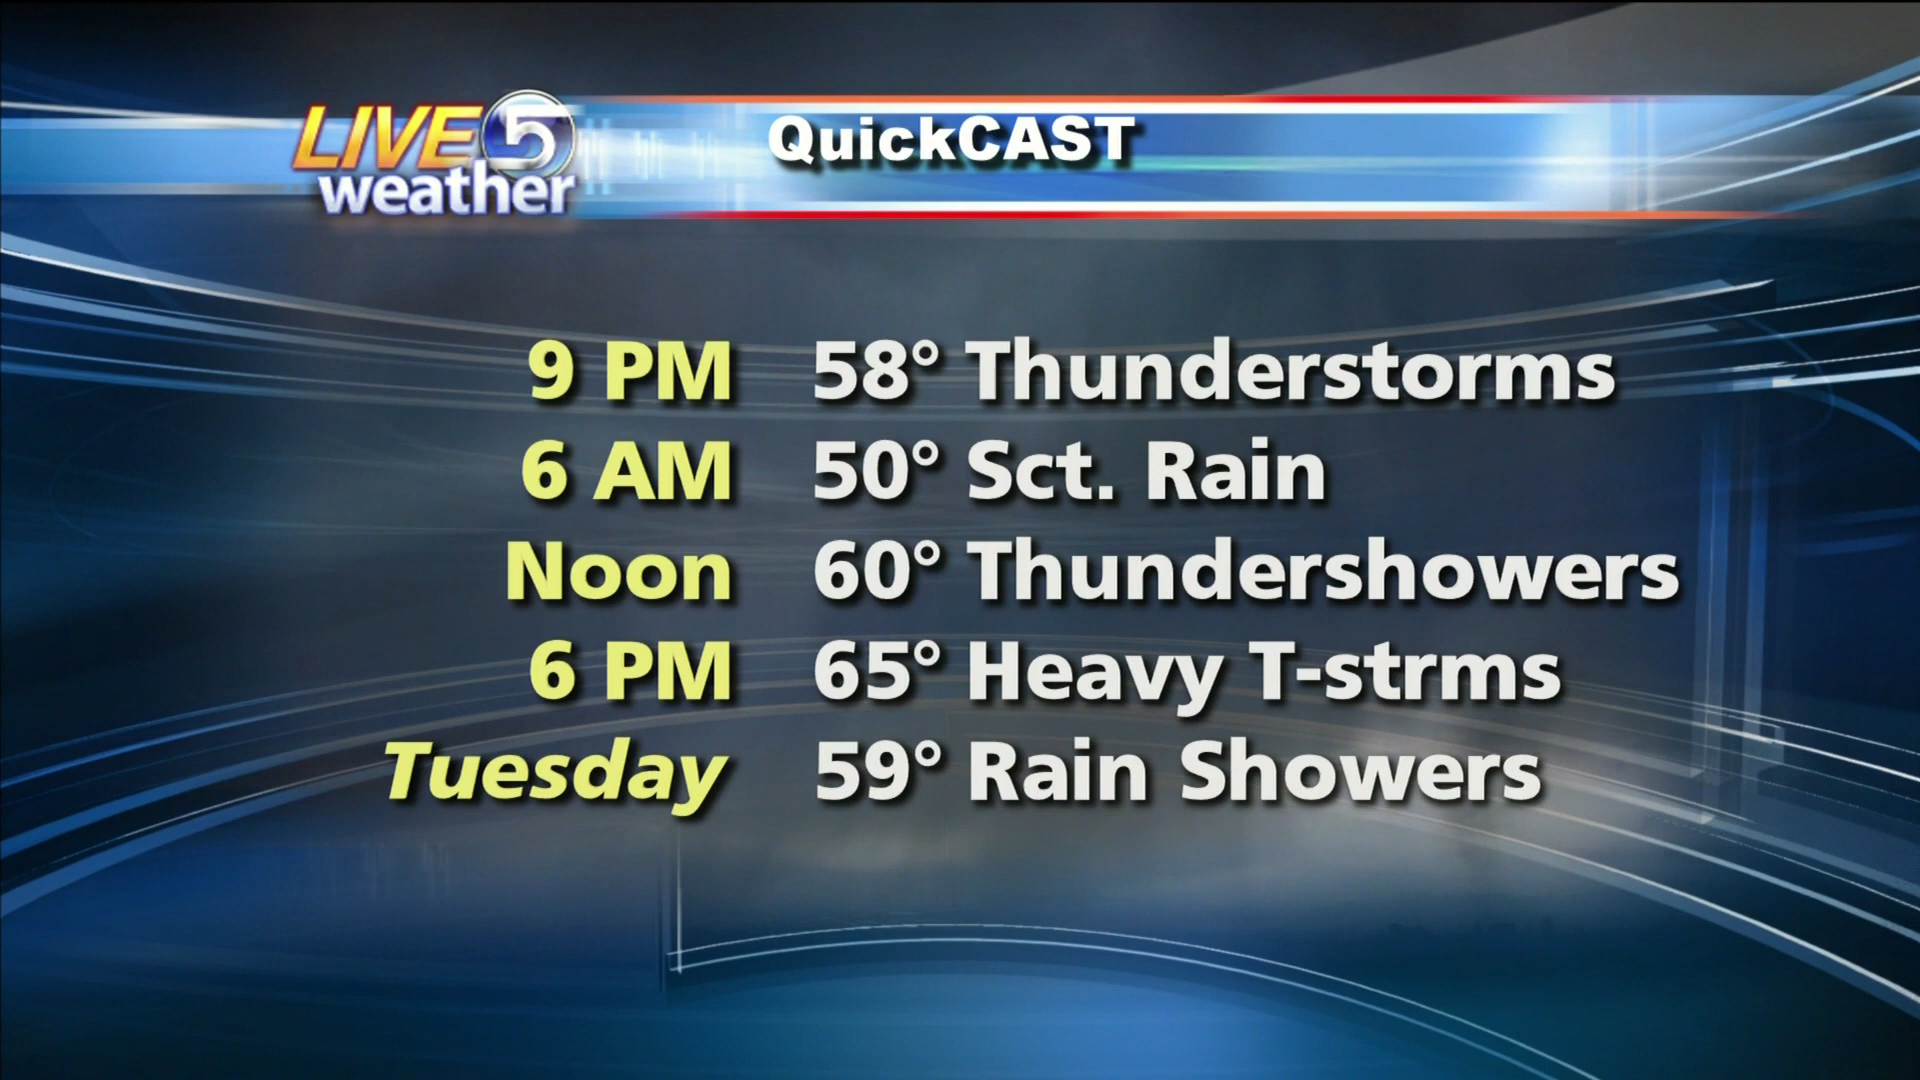 LIVE 5
weather
QuickCAST
9 PM 58° Thunderstorms
6 AM 50° Sct. Rain
Noon 60° Thundershowers
6 PM 65° Heavy T-strms
Tuesday 59° Rain Showers